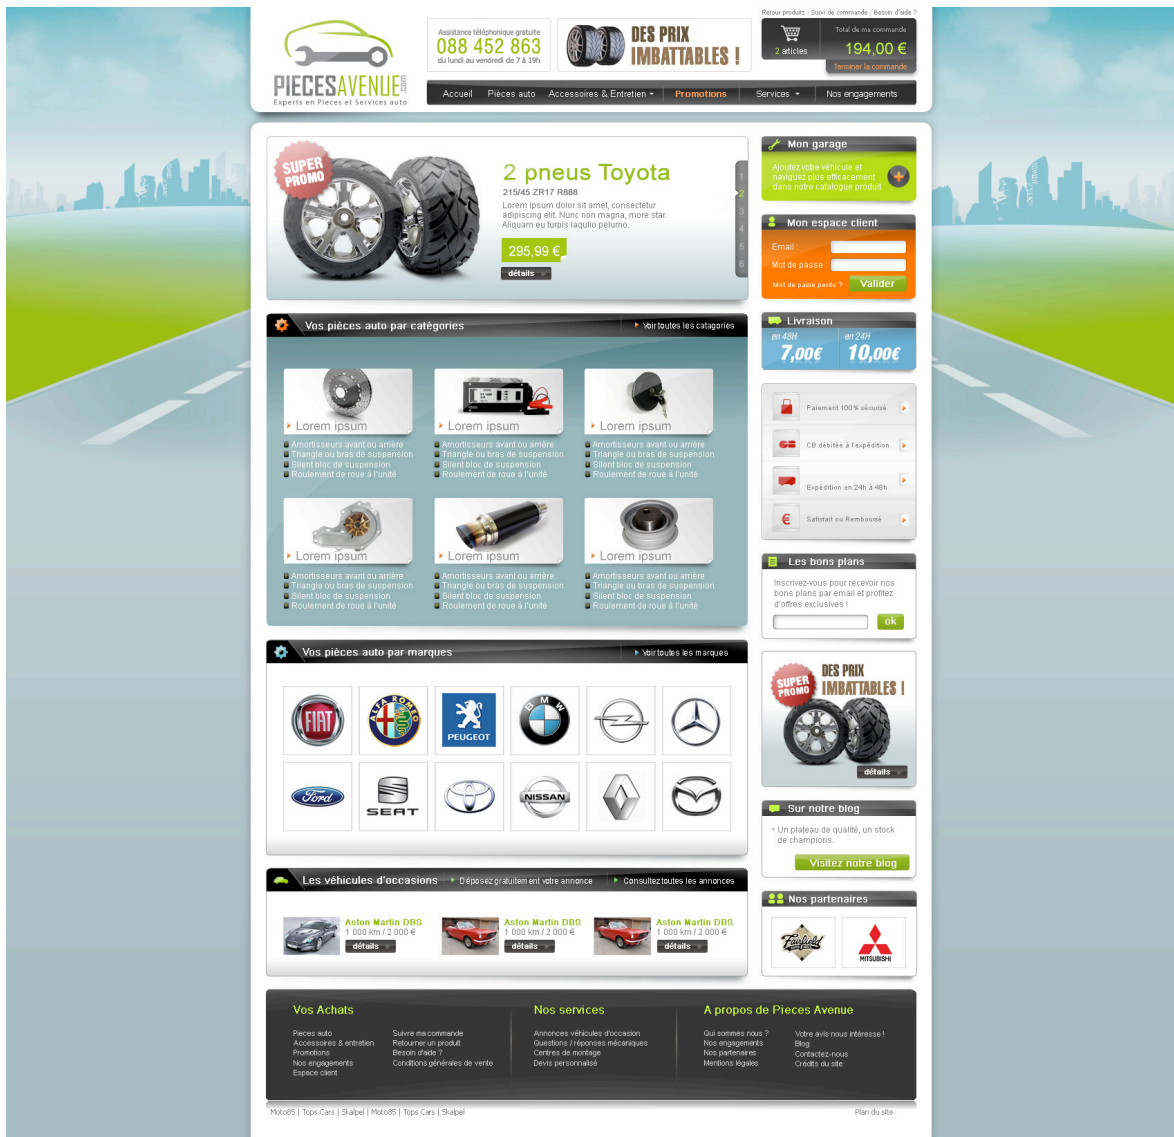 Retour produits | Suivi de commande | Besoin d'aide ?
PIECESAVENUE.com
Experts en Pieces et Services auto
Assistance téléphonique gratuite
088 452 863
du lundi au vendredi de 7 à 19h
DES PRIX
IMBATTABLES !
2 articles
Total de ma commande
194,00 €
Terminer la commande
Accueil Pièces auto Accessoires & Entretien Promotions Services Nos engagements
SUPER
PROMO
2 pneus Toyota
215/45 ZR17 R888
Lorem ipsum dolor sit amet, consectetur
adipiscing elit. Nunc non magna, more star.
Aliquam eu turpis laqulio pelumo.
295,99 €
détails
1
2
3
4
5
6
Mon garage
Ajoutez votre véhicule et
naviguez plus efficacement
dans notre catalogue produit
Mon espace client
Email :
Mot de passe :
Mot de passe perdu ? Valider
Livraison
en 48H en 24H
7,00€ 10,00€
Paiement 100% sécurisé
CB débitée à l'expédition
Expédition en 24h à 48h
Satisfait ou Remboursé
Les bons plans
Inscrivez-vous pour recevoir nos
bons plans par email et profitez
d'offres exclusives !
ok
SUPER
PROMO
DES PRIX
IMBATTABLES !
détails
Sur notre blog
Un plateau de qualité, un stock
de champions.
Visitez notre blog
Nos partenaires
Fairfield
MITSUBISHI
Vos pièces auto par catégories Voir toutes les catagories
Lorem ipsum Lorem ipsum Lorem ipsum
Amortisseurs avant ou arrière Amortisseurs avant ou arrière Amortisseurs avant ou arrière
Triangle ou bras de suspension Triangle ou bras de suspension Triangle ou bras de suspension
Silent bloc de suspension Silent bloc de suspension Silent bloc de suspension
Roulement de roue à l'unité Roulement de roue à l'unité Roulement de roue à l'unité
Lorem ipsum Lorem ipsum Lorem ipsum
Amortisseurs avant ou arrière Amortisseurs avant ou arrière Amortisseurs avant ou arrière
Triangle ou bras de suspension Triangle ou bras de suspension Triangle ou bras de suspension
Silent bloc de suspension Silent bloc de suspension Silent bloc de suspension
Roulement de roue à l'unité Roulement de roue à l'unité Roulement de roue à l'unité
Vos pièces auto par marques Voir toutes les marques
FIAT ALFA ROMEO PEUGEOT BMW
Ford SEAT NISSAN
Les véhicules d'occasions Déposez gratuitement votre annonce Consultez toutes les annonces
Aston Martin DBS Aston Martin DBS Aston Martin DBS
1 000 km / 2 000 € 1 000 km / 2 000 € 1 000 km / 2 000 €
détails détails détails
Vos Achats
Pieces auto
Accessoires & entretien
Promotions
Nos engagements
Espace client
Suivre ma commande
Retourner un produit
Besoin d'aide ?
Conditions générales de vente
Nos services
Annonces véhicules d'occasion
Questions / réponses mécaniques
Centres de montage
Devis personnalisé
A propos de Pieces Avenue
Qui sommes nous ?
Nos engagements
Nos partenaires
Mentions légales
Votre avis nous intéresse !
Blog
Contactez-nous
Crédits du site
Moto85 | Tops Cars | Skalpel | Moto85 | Tops Cars | Skalpel Plan du site